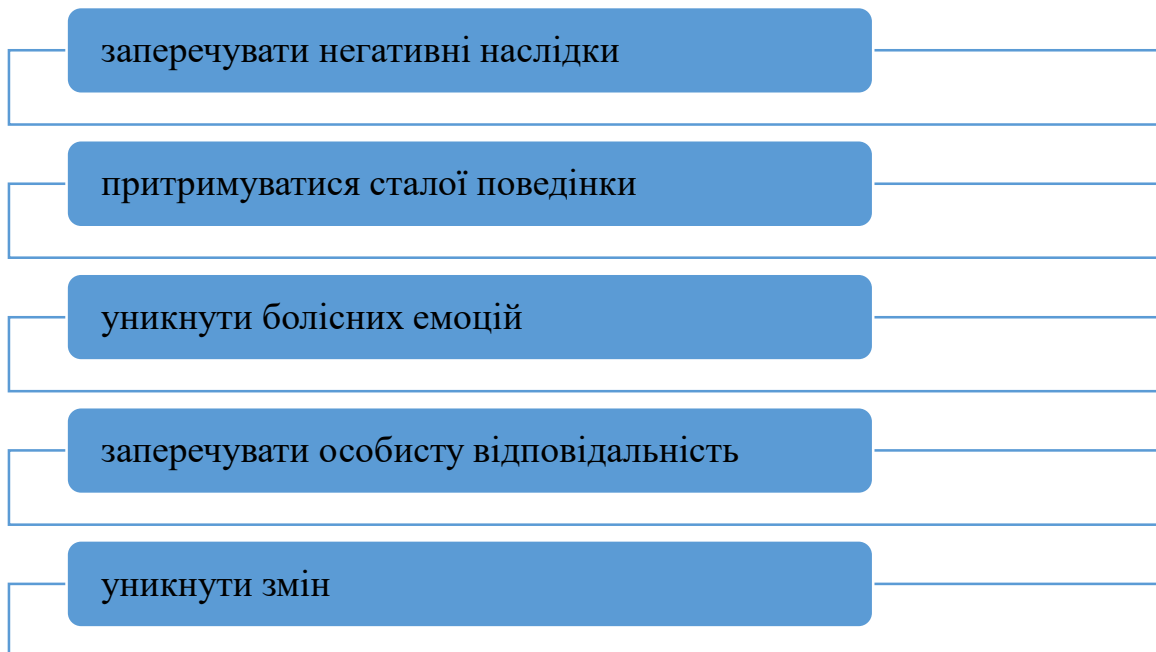 заперечувати негативні наслідки
притримуватися сталої поведінки
уникнути болісних емоцій
заперечувати особисту відповідальність
уникнути змін